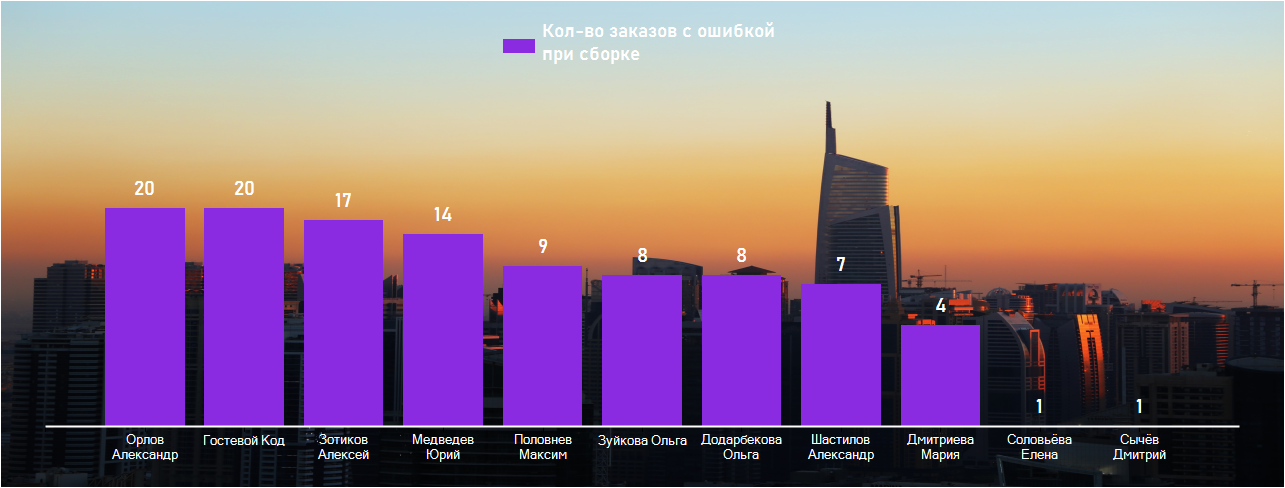 Кол-во заказов с ошибкой
при сборке
20
20
17
14
9
8
8
7
4
1
1
Орлов
Александр
Гостевой Код
Зотиков
Алексей
Медведев
Юрий
Половнев
Максим
Зуйкова Ольга
Додарбекова
Ольга
Шастилов
Александр
Дмитриева
Мария
Соловьёва
Елена
Сычёв
Дмитрий